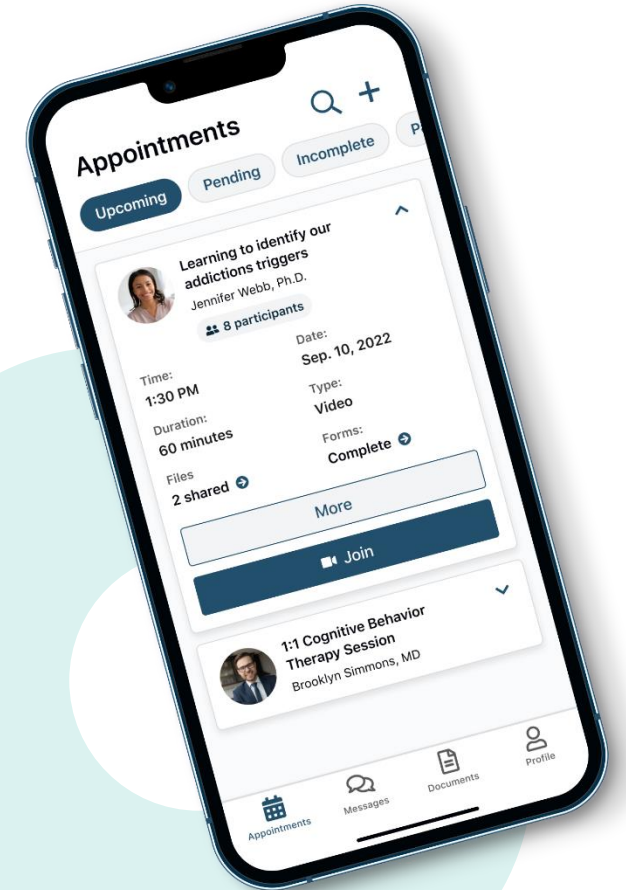 Appointments
Upcoming
Pending
Incomplete
Learning to identify our
addictions triggers
Jennifer Webb, Ph.D.
8 participants
Time:
1:30 PM
Date:
Sep. 10, 2022
Duration:
60 minutes
Type:
Video
Files
2 shared
Forms:
Complete
More
Join
1:1 Cognitive Behavior
Therapy Session
Brooklyn Simmons, MD
Appointments
Messages
Documents
Profile